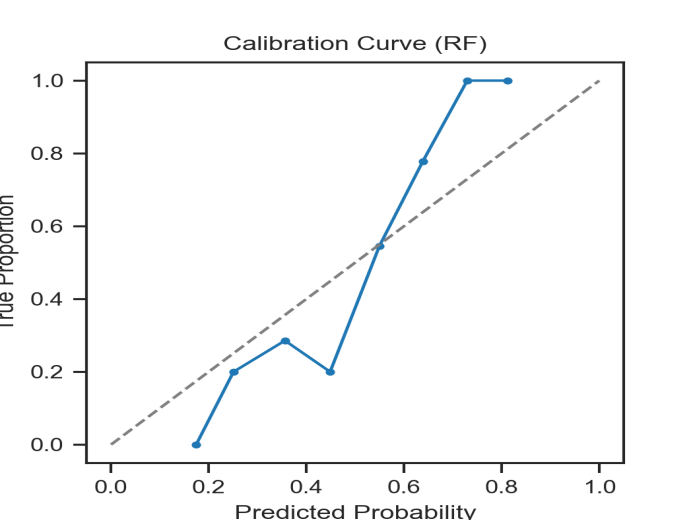 Calibration Curve (RF)
1.0
0.8
0.6
0.4
0.2
0.0
True Proportion
0.0 0.2 0.4 0.6 0.8 1.0
Predicted Probability